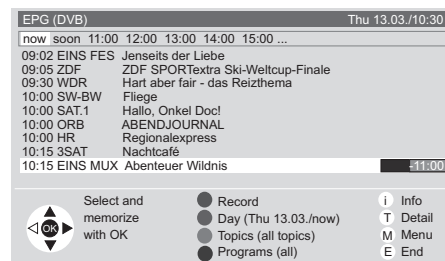 EPG (DVB) Thu 13.03./10:30
now soon 11:00 12:00 13:00 14:00 15:00 ...
09:02 EINS FES Jenseits der Liebe
09:05 ZDF ZDF SPORTextra Ski-Weltcup-Finale
09:30 WDR Hart aber fair - das Reizthema
10:00 SW-BW Fliege
10:00 SAT.1 Hallo, Onkel Doc!
10:00 ORB ABENDJOURNAL
10:00 HR Regionalexpress
10:15 3SAT Nachtcafé
10:15 EINS MUX Abenteuer Wildnis -11:00
Select and Record i Info
OK memorize Day (Thu 13.03./now) T Detail
with OK Topics (all topics) M Menu
Programs (all) E End